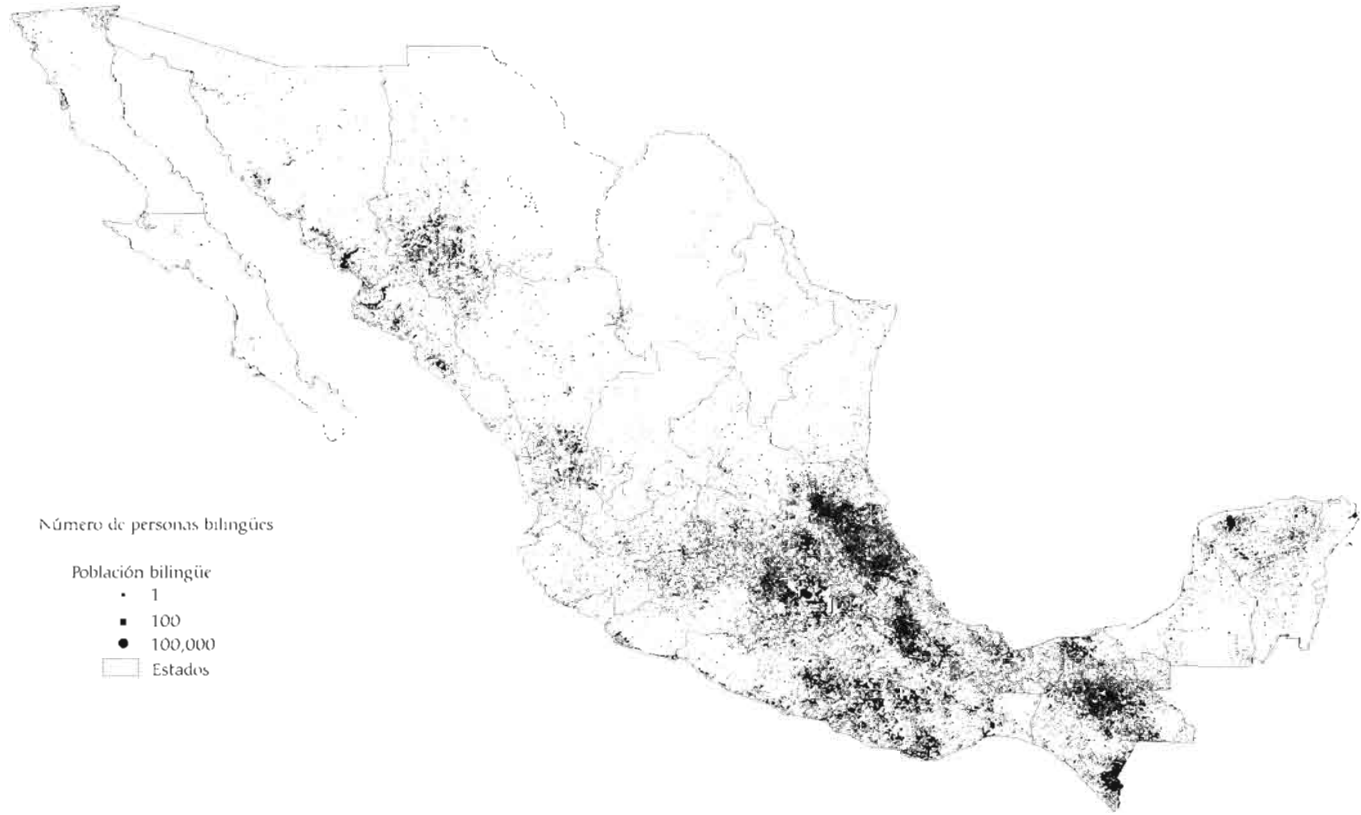 Número de personas bilingües
Población bilingüe
1
100
100,000
Estados